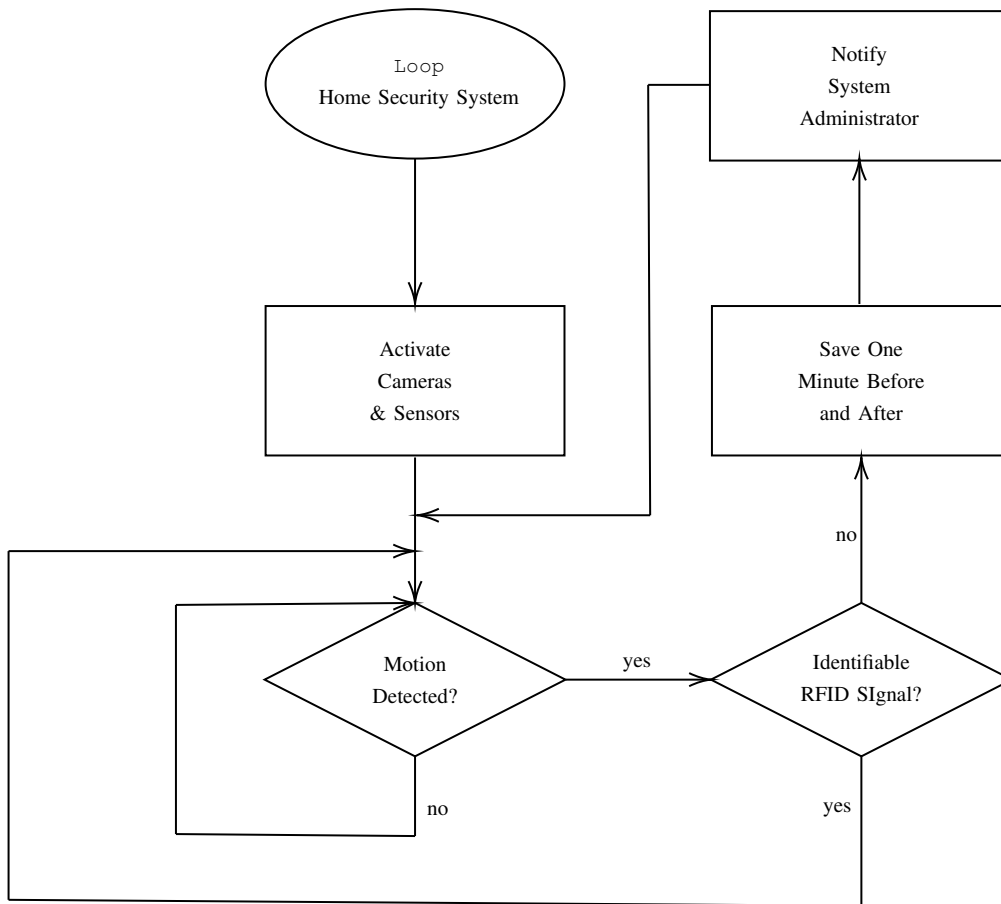 Loop
Home Security System
Notify
System
Administrator
Activate
Cameras
& Sensors
Save One
Minute Before
and After
no
Motion
Detected?
yes
Identifiable
RFID SIgnal?
no
yes